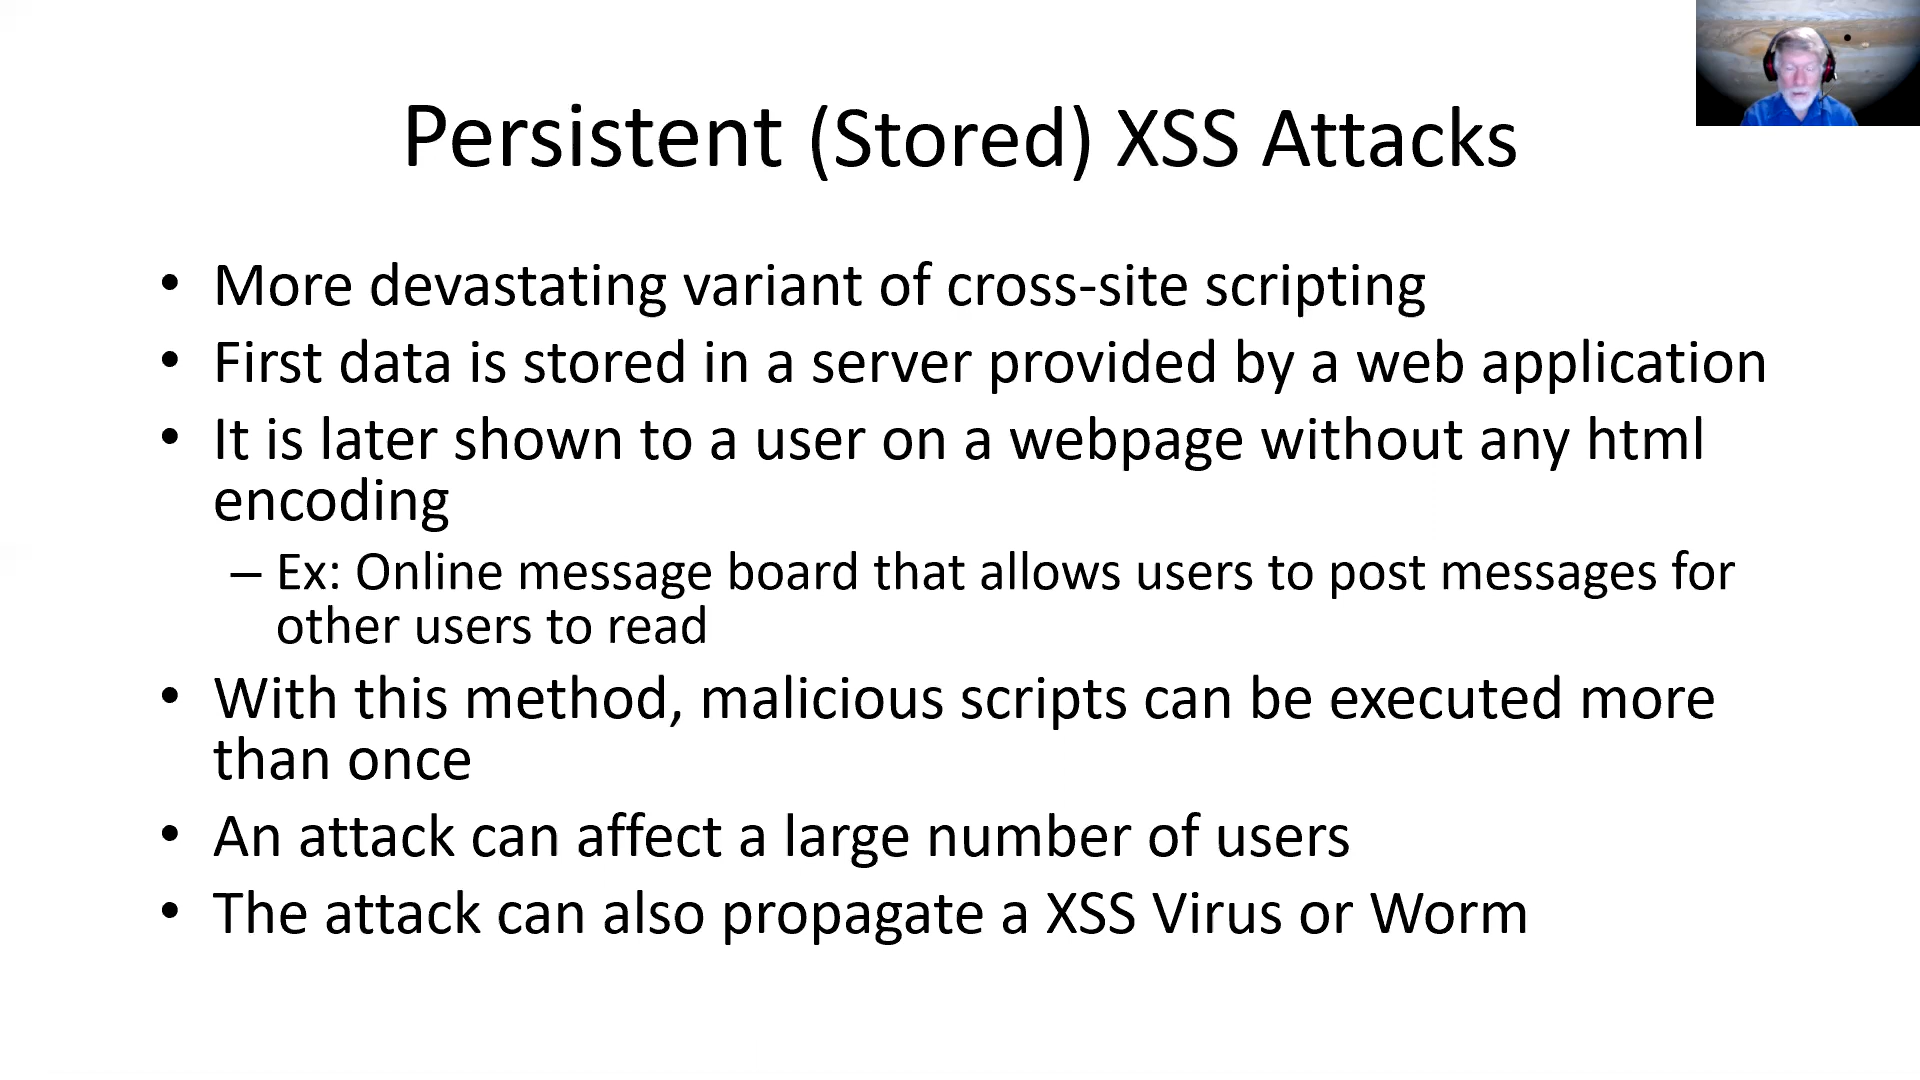 Persistent (Stored) XSS Attacks
• More devastating variant of cross-site scripting
• First data is stored in a server provided by a web application
• It is later shown to a user on a webpage without any html
encoding
– Ex: Online message board that allows users to post messages for
other users to read
• With this method, malicious scripts can be executed more
than once
• An attack can affect a large number of users
• The attack can also propagate a XSS Virus or Worm